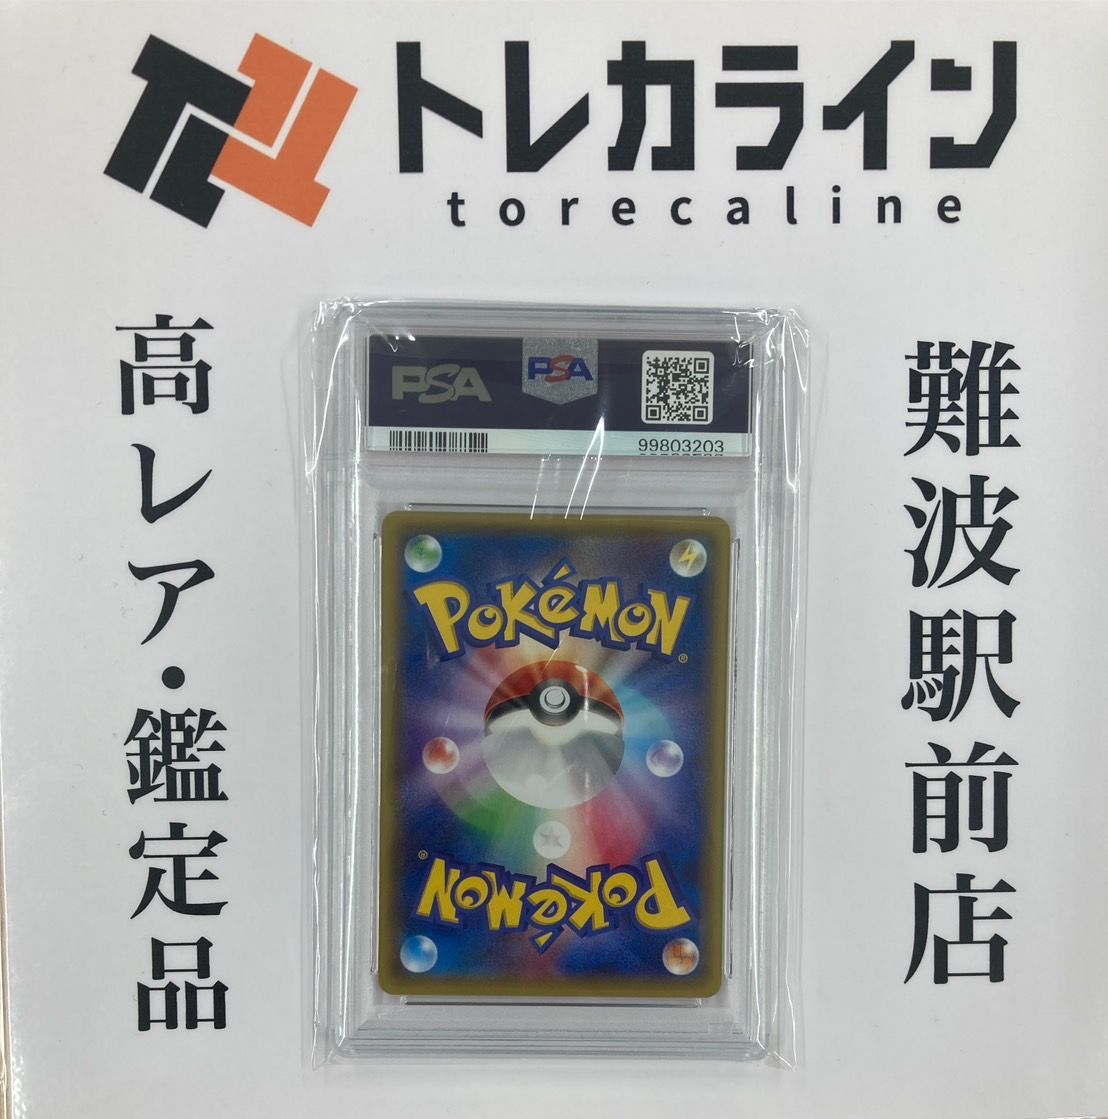 トレカライン
torecaline
高レア・鑑定品
難波駅前店
PSA
PSA
99803203
POKéMON
®
POKéMON
®